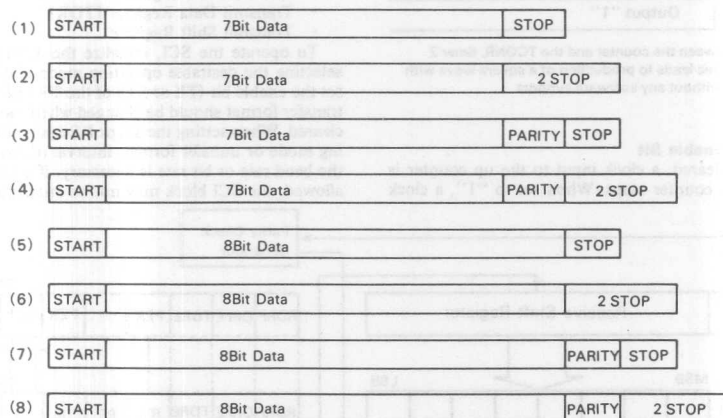 Output "1"
(1) START 7Bit Data STOP
(2) START 7Bit Data 2 STOP
(3) START 7Bit Data PARITY STOP
(4) START 7Bit Data PARITY 2 STOP
(5) START 8Bit Data STOP
(6) START 8Bit Data 2 STOP
(7) START 8Bit Data PARITY STOP
(8) START 8Bit Data PARITY 2 STOP